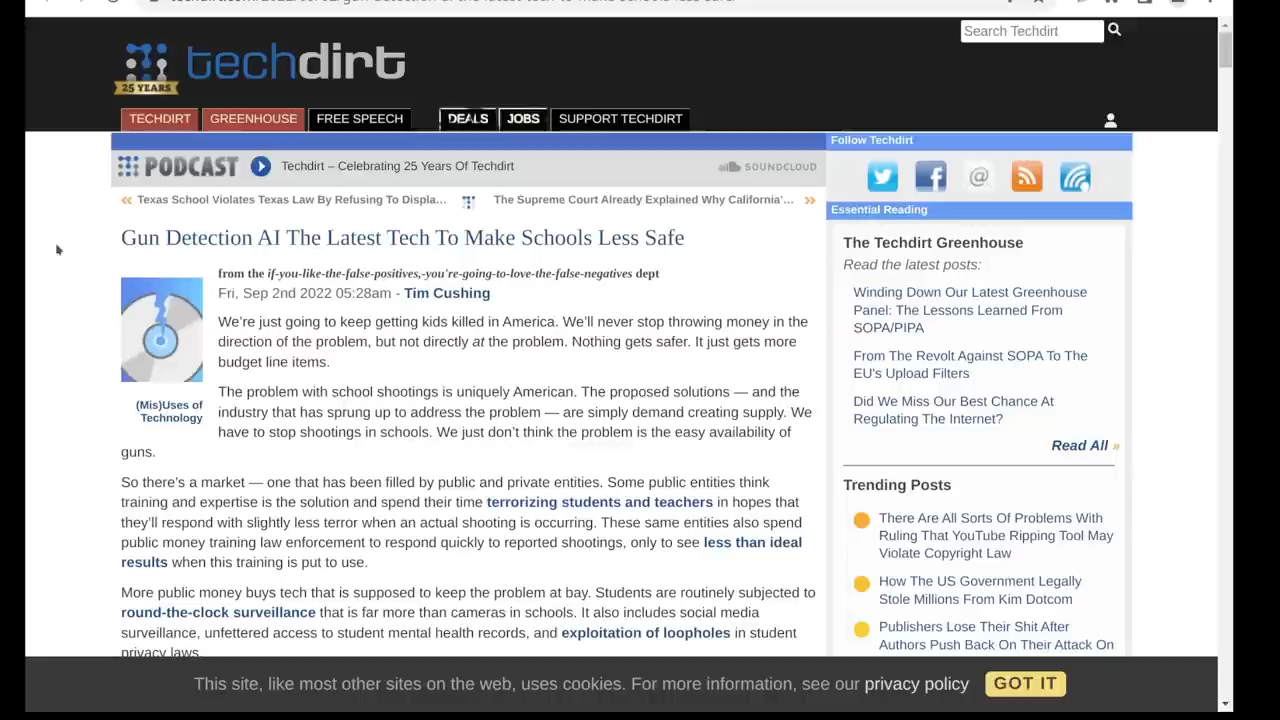 Search Techdirt
techdirt
25 YEARS
TECHDIRT GREENHOUSE FREE SPEECH DEALS JOBS SUPPORT TECHDIRT
PODCAST Techdirt – Celebrating 25 Years Of Techdirt SOUNDCLOUD
« Texas School Violates Texas Law By Refusing To Displa... The Supreme Court Already Explained Why California'... »
Gun Detection AI The Latest Tech To Make Schools Less Safe
from the if-you-like-the-false-positives,-you're-going-to-love-the-false-negatives dept
Fri, Sep 2nd 2022 05:28am - Tim Cushing
(Mis)Uses of
Technology
We’re just going to keep getting kids killed in America. We’ll never stop throwing money in the
direction of the problem, but not directly at the problem. Nothing gets safer. It just gets more
budget line items.
The problem with school shootings is uniquely American. The proposed solutions — and the
industry that has sprung up to address the problem — are simply demand creating supply. We
have to stop shootings in schools. We just don’t think the problem is the easy availability of
guns.
So there’s a market — one that has been filled by public and private entities. Some public entities think
training and expertise is the solution and spend their time terrorizing students and teachers in hopes that
they’ll respond with slightly less terror when an actual shooting is occurring. These same entities also spend
public money training law enforcement to respond quickly to reported shootings, only to see less than ideal
results when this training is put to use.
More public money buys tech that is supposed to keep the problem at bay. Students are routinely subjected to
round-the-clock surveillance that is far more than cameras in schools. It also includes social media
surveillance, unfettered access to student mental health records, and exploitation of loopholes in student
privacy laws.
Follow Techdirt
@
Essential Reading
The Techdirt Greenhouse
Read the latest posts:
Winding Down Our Latest Greenhouse
Panel: The Lessons Learned From
SOPA/PIPA
From The Revolt Against SOPA To The
EU's Upload Filters
Did We Miss Our Best Chance At
Regulating The Internet?
Read All »
Trending Posts
There Are All Sorts Of Problems With
Ruling That YouTube Ripping Tool May
Violate Copyright Law
How The US Government Legally
Stole Millions From Kim Dotcom
Publishers Lose Their Shit After
Authors Push Back On Their Attack On
This site, like most other sites on the web, uses cookies. For more information, see our privacy policy GOT IT